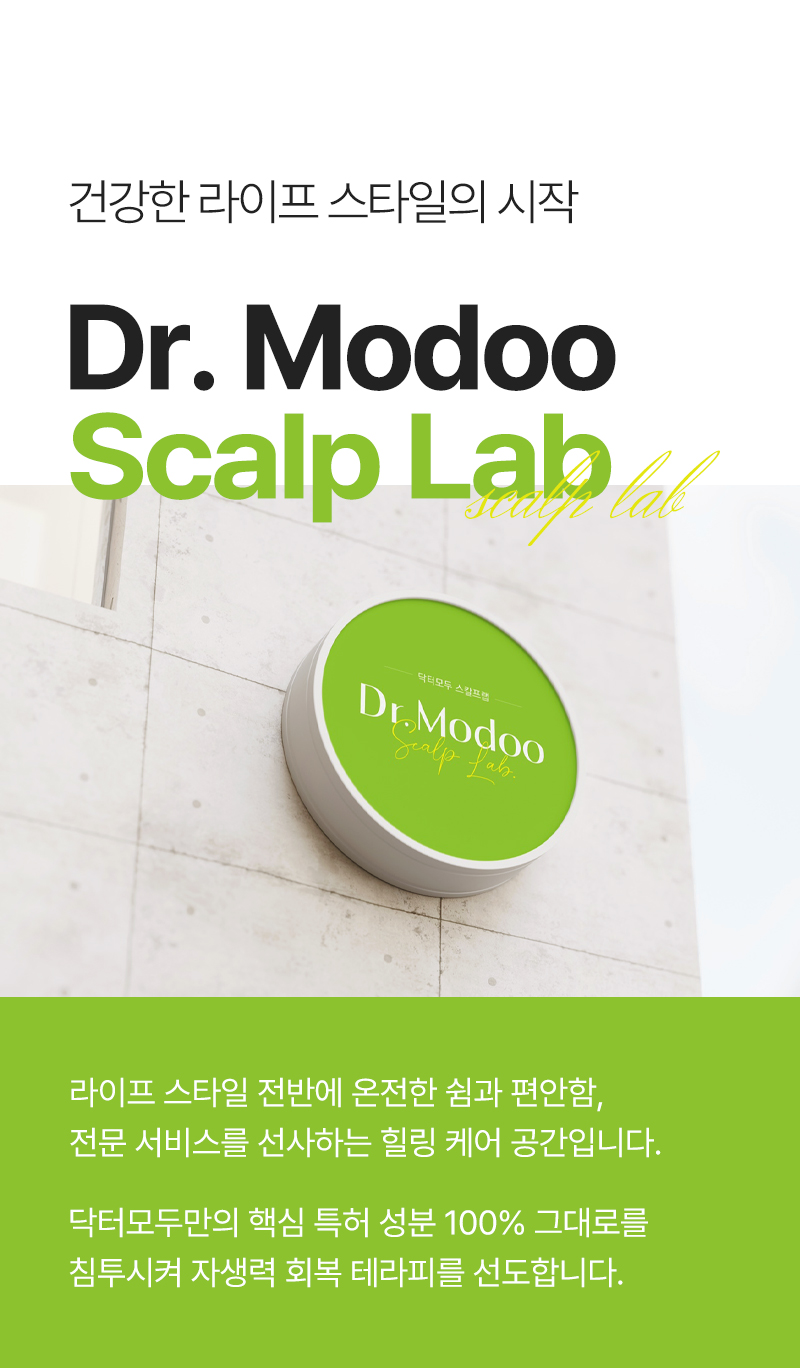 건강한 라이프 스타일의 시작
Dr. Modoo
Scalp Lab
scalp lab
닥터모두 스칼프랩
Dr.Modoo
Scalp Lab.
라이프 스타일 전반에 온전한 쉼과 편안함,
전문 서비스를 선사하는 힐링 케어 공간입니다.
닥터모두만의 핵심 특허 성분 100% 그대로를
침투시켜 자생력 회복 테라피를 선도합니다.